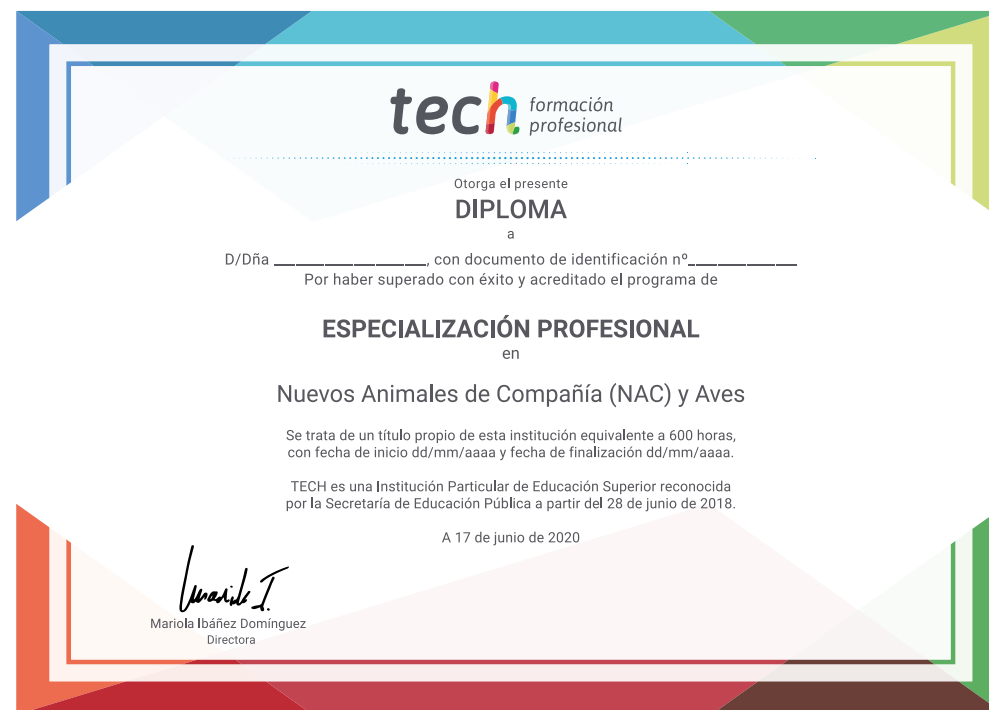 tech formación
profesional
Otorga el presente
DIPLOMA
a
D/Dña ______________, con documento de identificación nº__________
Por haber superado con éxito y acreditado el programa de
ESPECIALIZACIÓN PROFESIONAL
en
Nuevos Animales de Compañía (NAC) y Aves
Se trata de un título propio de esta institución equivalente a 600 horas,
con fecha de inicio dd/mm/aaaa y fecha de finalización dd/mm/aaaa.
TECH es una Institución Particular de Educación Superior reconocida
por la Secretaría de Educación Pública a partir del 28 de junio de 2018.
A 17 de junio de 2020
Mariola Ibáñez Domínguez
Directora